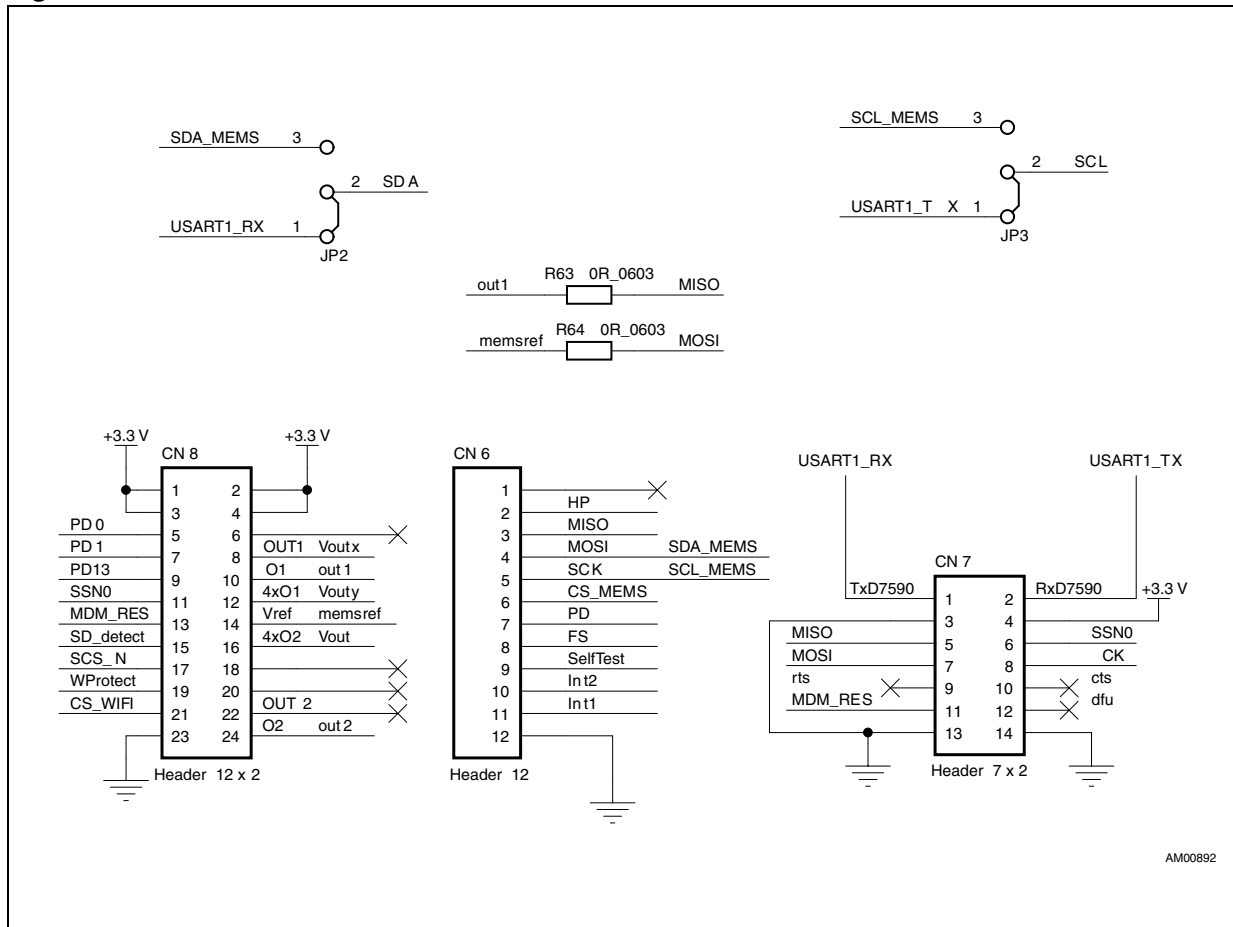 SDA_MEMS 3
2 SDA
USART1_RX 1
JP2
SCL_MEMS 3
2 SCL
USART1_T X 1
JP3
R63 0R_0603
out1 MISO
R64 0R_0603
memsref MOSI
+3.3 V +3.3 V
CN 8
1 2
3 4
PD 0 5 6
PD 1 7 8 OUT1 Voutx
PD13 9 10 O1 out1
SSN0 11 12 4xO1 Vouty
MDM_RES 13 14 Vref memsref
SD_detect 15 16 4xO2 Vout
SCS_N 17 18
WProtect 19 20
CS_WIFI 21 22 OUT 2
23 24 O2 out2
Header 12 x 2
CN 6
1
2 HP
3 MISO
4 MOSI SDA_MEMS
5 SCK SCL_MEMS
6 CS_MEMS
7 PD
8 FS
9 SelfTest
10 Int2
11 Int1
12
Header 12
USART1_RX USART1_TX
CN 7
TxD7590 1 2 RxD7590 +3.3 V
3 4
MISO 5 6 SSN0
MOSI 7 8 CK
rts 9 10 cts
MDM_RES 11 12 dfu
13 14
Header 7 x 2
AM00892